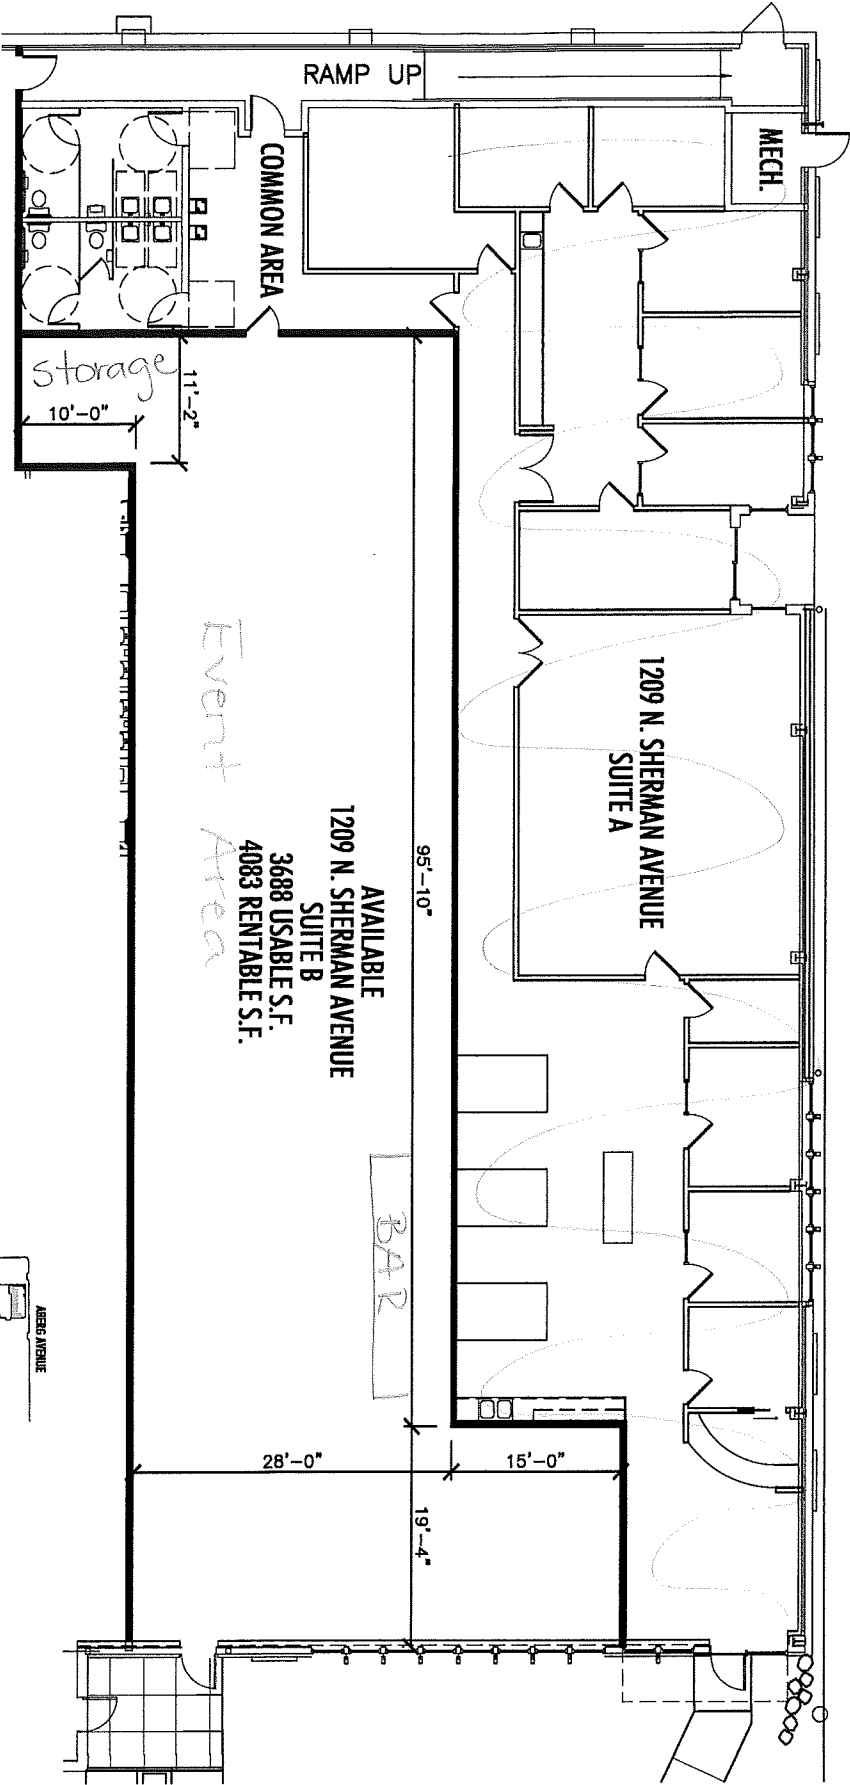 RAMP UP
MECH.
COMMON AREA
storage
10'-0"
11'-2"
1209 N. SHERMAN AVENUE
SUITE A
Event Area
95'-10"
AVAILABLE
1209 N. SHERMAN AVENUE
SUITE B
3688 USABLE S.F.
4083 RENTABLE S.F.
BAR
ABERG AVENUE
28'-0"
15'-0"
19'-4"